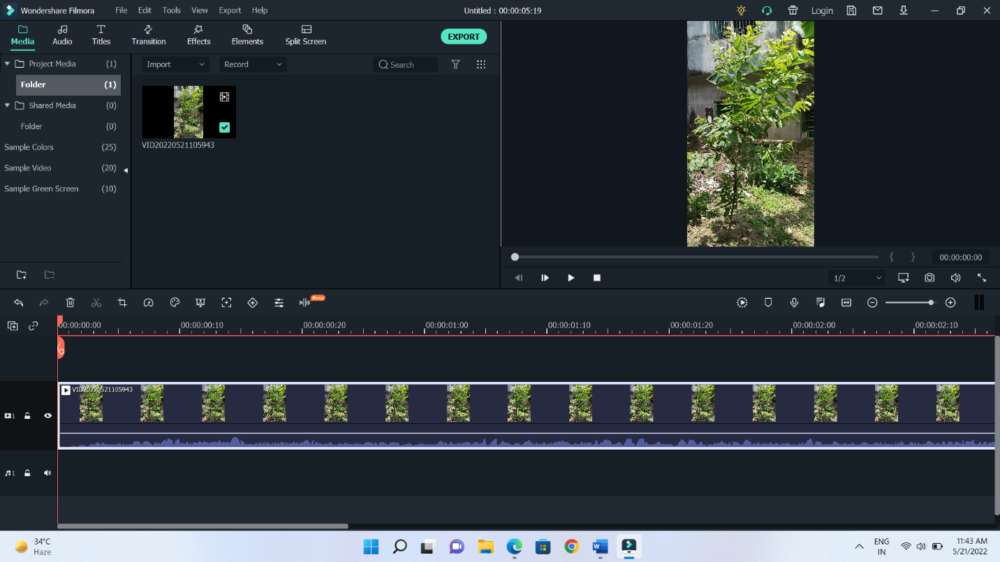 Wondershare Filmora
File Edit Tools View Export Help
Untitled : 00:00:05:19
Login
Media
Audio
Titles
Transition
Effects
Elements
Split Screen
EXPORT
Project Media (1)
Folder (1)
Shared Media (0)
Folder (0)
Sample Colors (25)
Sample Video (20)
Sample Green Screen (10)
Import
Record
Search
VID20220521105943
{ } 00:00:00:00
1/2
Beta
00:00:00:00 00:00:00:10 00:00:00:20 00:00:01:00 00:00:01:10 00:00:01:20 00:00:02:00 00:00:02:10
VID20220521105943
1
1
34°C
Haze
ENG
IN
11:43 AM
5/21/2022